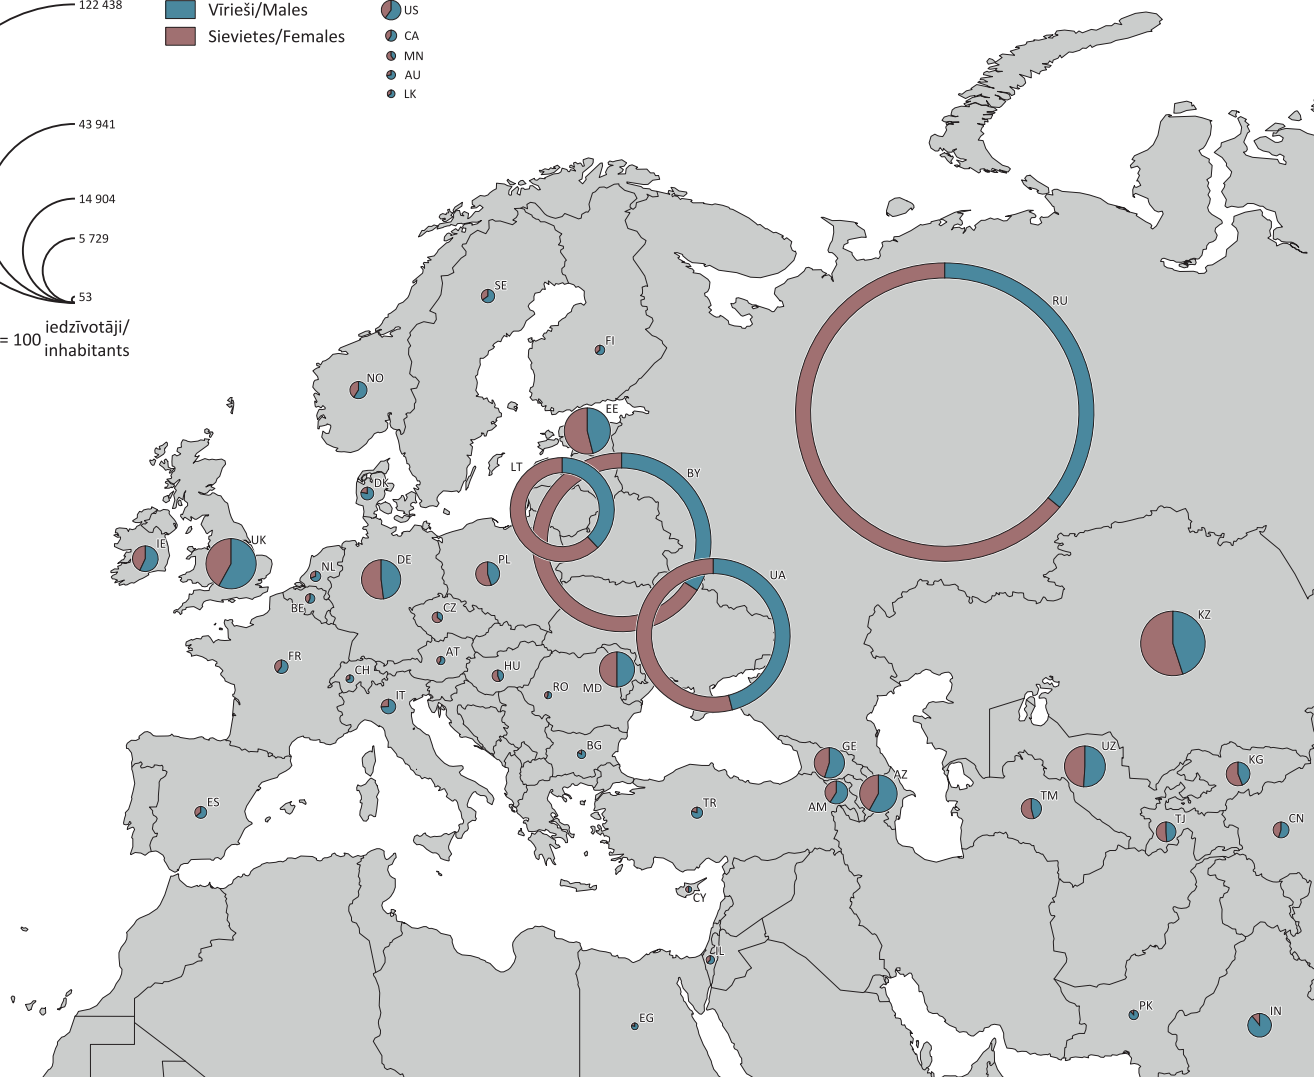 122 438
43 941
14 904
5 729
53
= 100 iedzīvotāji/
inhabitants
Vīrieši/Males
Sievietes/Females
US
CA
MN
AU
LK
SE
RU
FI
NO
EE
LT
BY
DK
IE
UK
NL
DE
PL
UA
BE
CZ
KZ
FR
AT
CH
HU
RO
MD
IT
BG
GE
UZ
KG
AZ
ES
TR
AM
TM
TJ
CN
CY
IL
PK
IN
EG